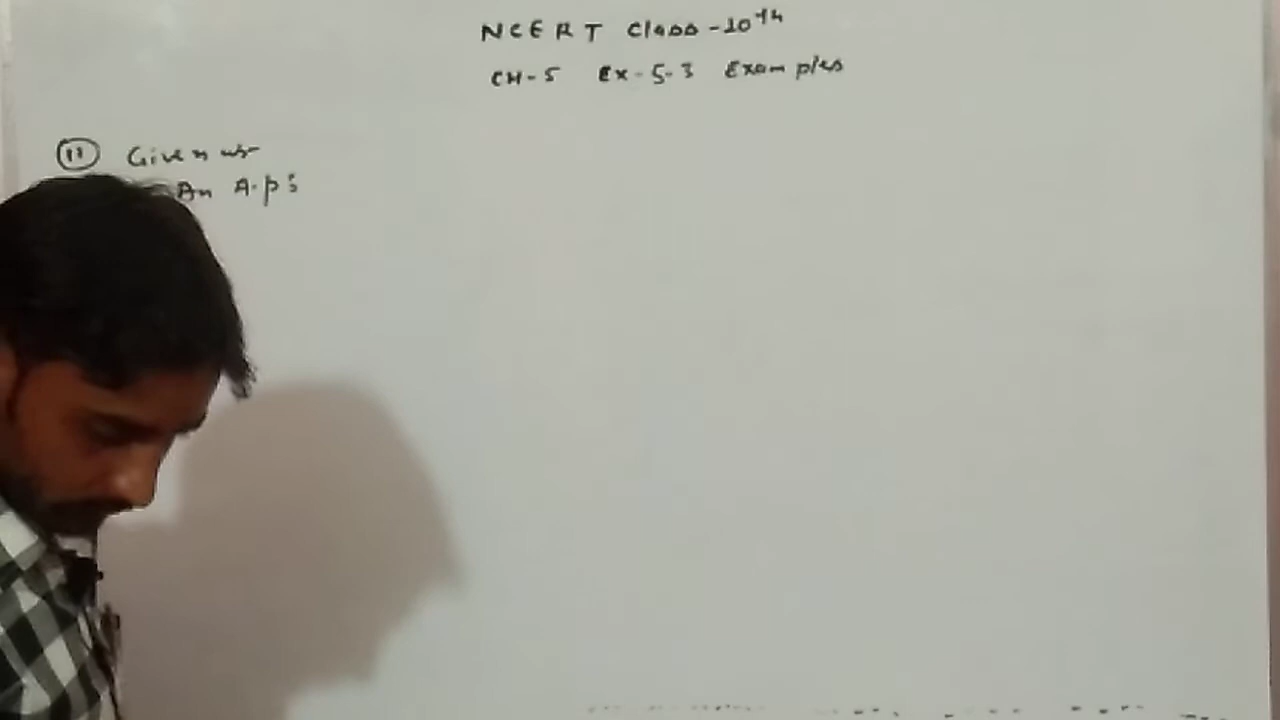 NCERT Class-10th
CH-5 Ex-5.3 Examples
11 Given
An A.p: